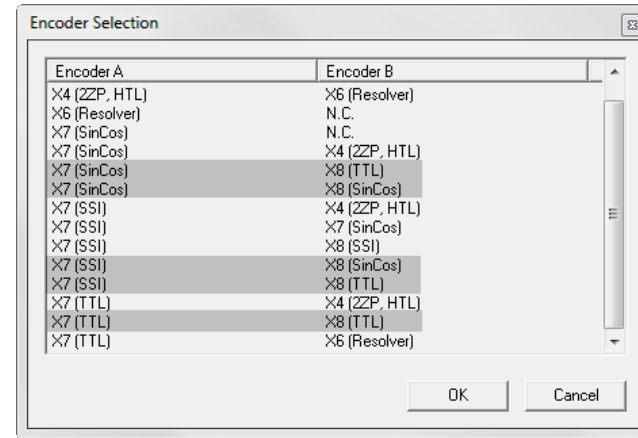 Encoder Selection
Encoder A Encoder B
X4 (2ZP, HTL) X6 (Resolver)
X6 (Resolver) N.C.
X7 (SinCos) N.C.
X7 (SinCos) X4 (2ZP, HTL)
X7 (SinCos) X8 (TTL)
X7 (SinCos) X8 (SinCos)
X7 (SSI) X4 (2ZP, HTL)
X7 (SSI) X7 (SinCos)
X7 (SSI) X8 (SSI)
X7 (SSI) X8 (SinCos)
X7 (SSI) X8 (TTL)
X7 (TTL) X4 (2ZP, HTL)
X7 (TTL) X8 (TTL)
X7 (TTL) X6 (Resolver)
OK Cancel